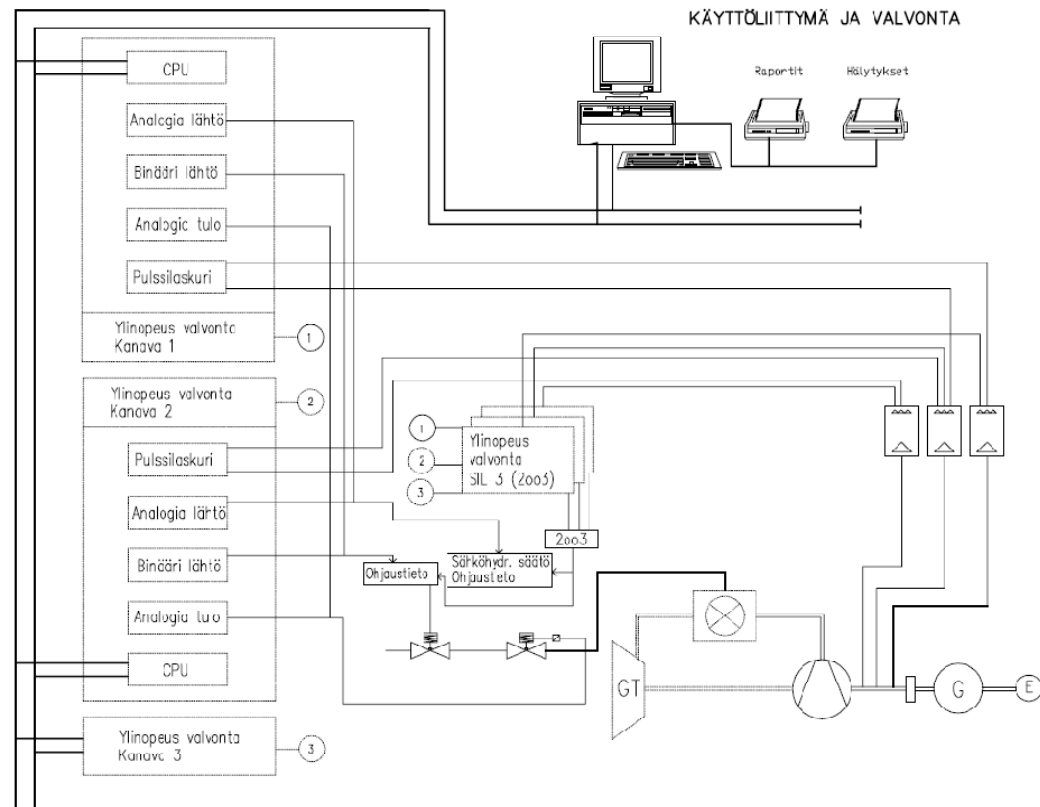 KÄYTTÖLIITTYMÄ JA VALVONTA
Raportit
Hälytykset
CPU
Analogia lähtö
Binääri lähtö
Analogic tulo
Pulssilaskuri
Ylinopeus valvonta
Kanava 1
1
Ylinopeus valvonta
Kanava 2
2
Pulssilaskuri
Analogia lähtö
Binääri lähtö
Analogia tulo
CPU
Ylinopeus valvonta
Kanava 3
3
1
2
3
Ylinopeus
valvonta
SIL 3 (2oo3)
2oo3
Ohjaustieto
Särköhydr. säätö
Ohjaustieto
GT
G
E